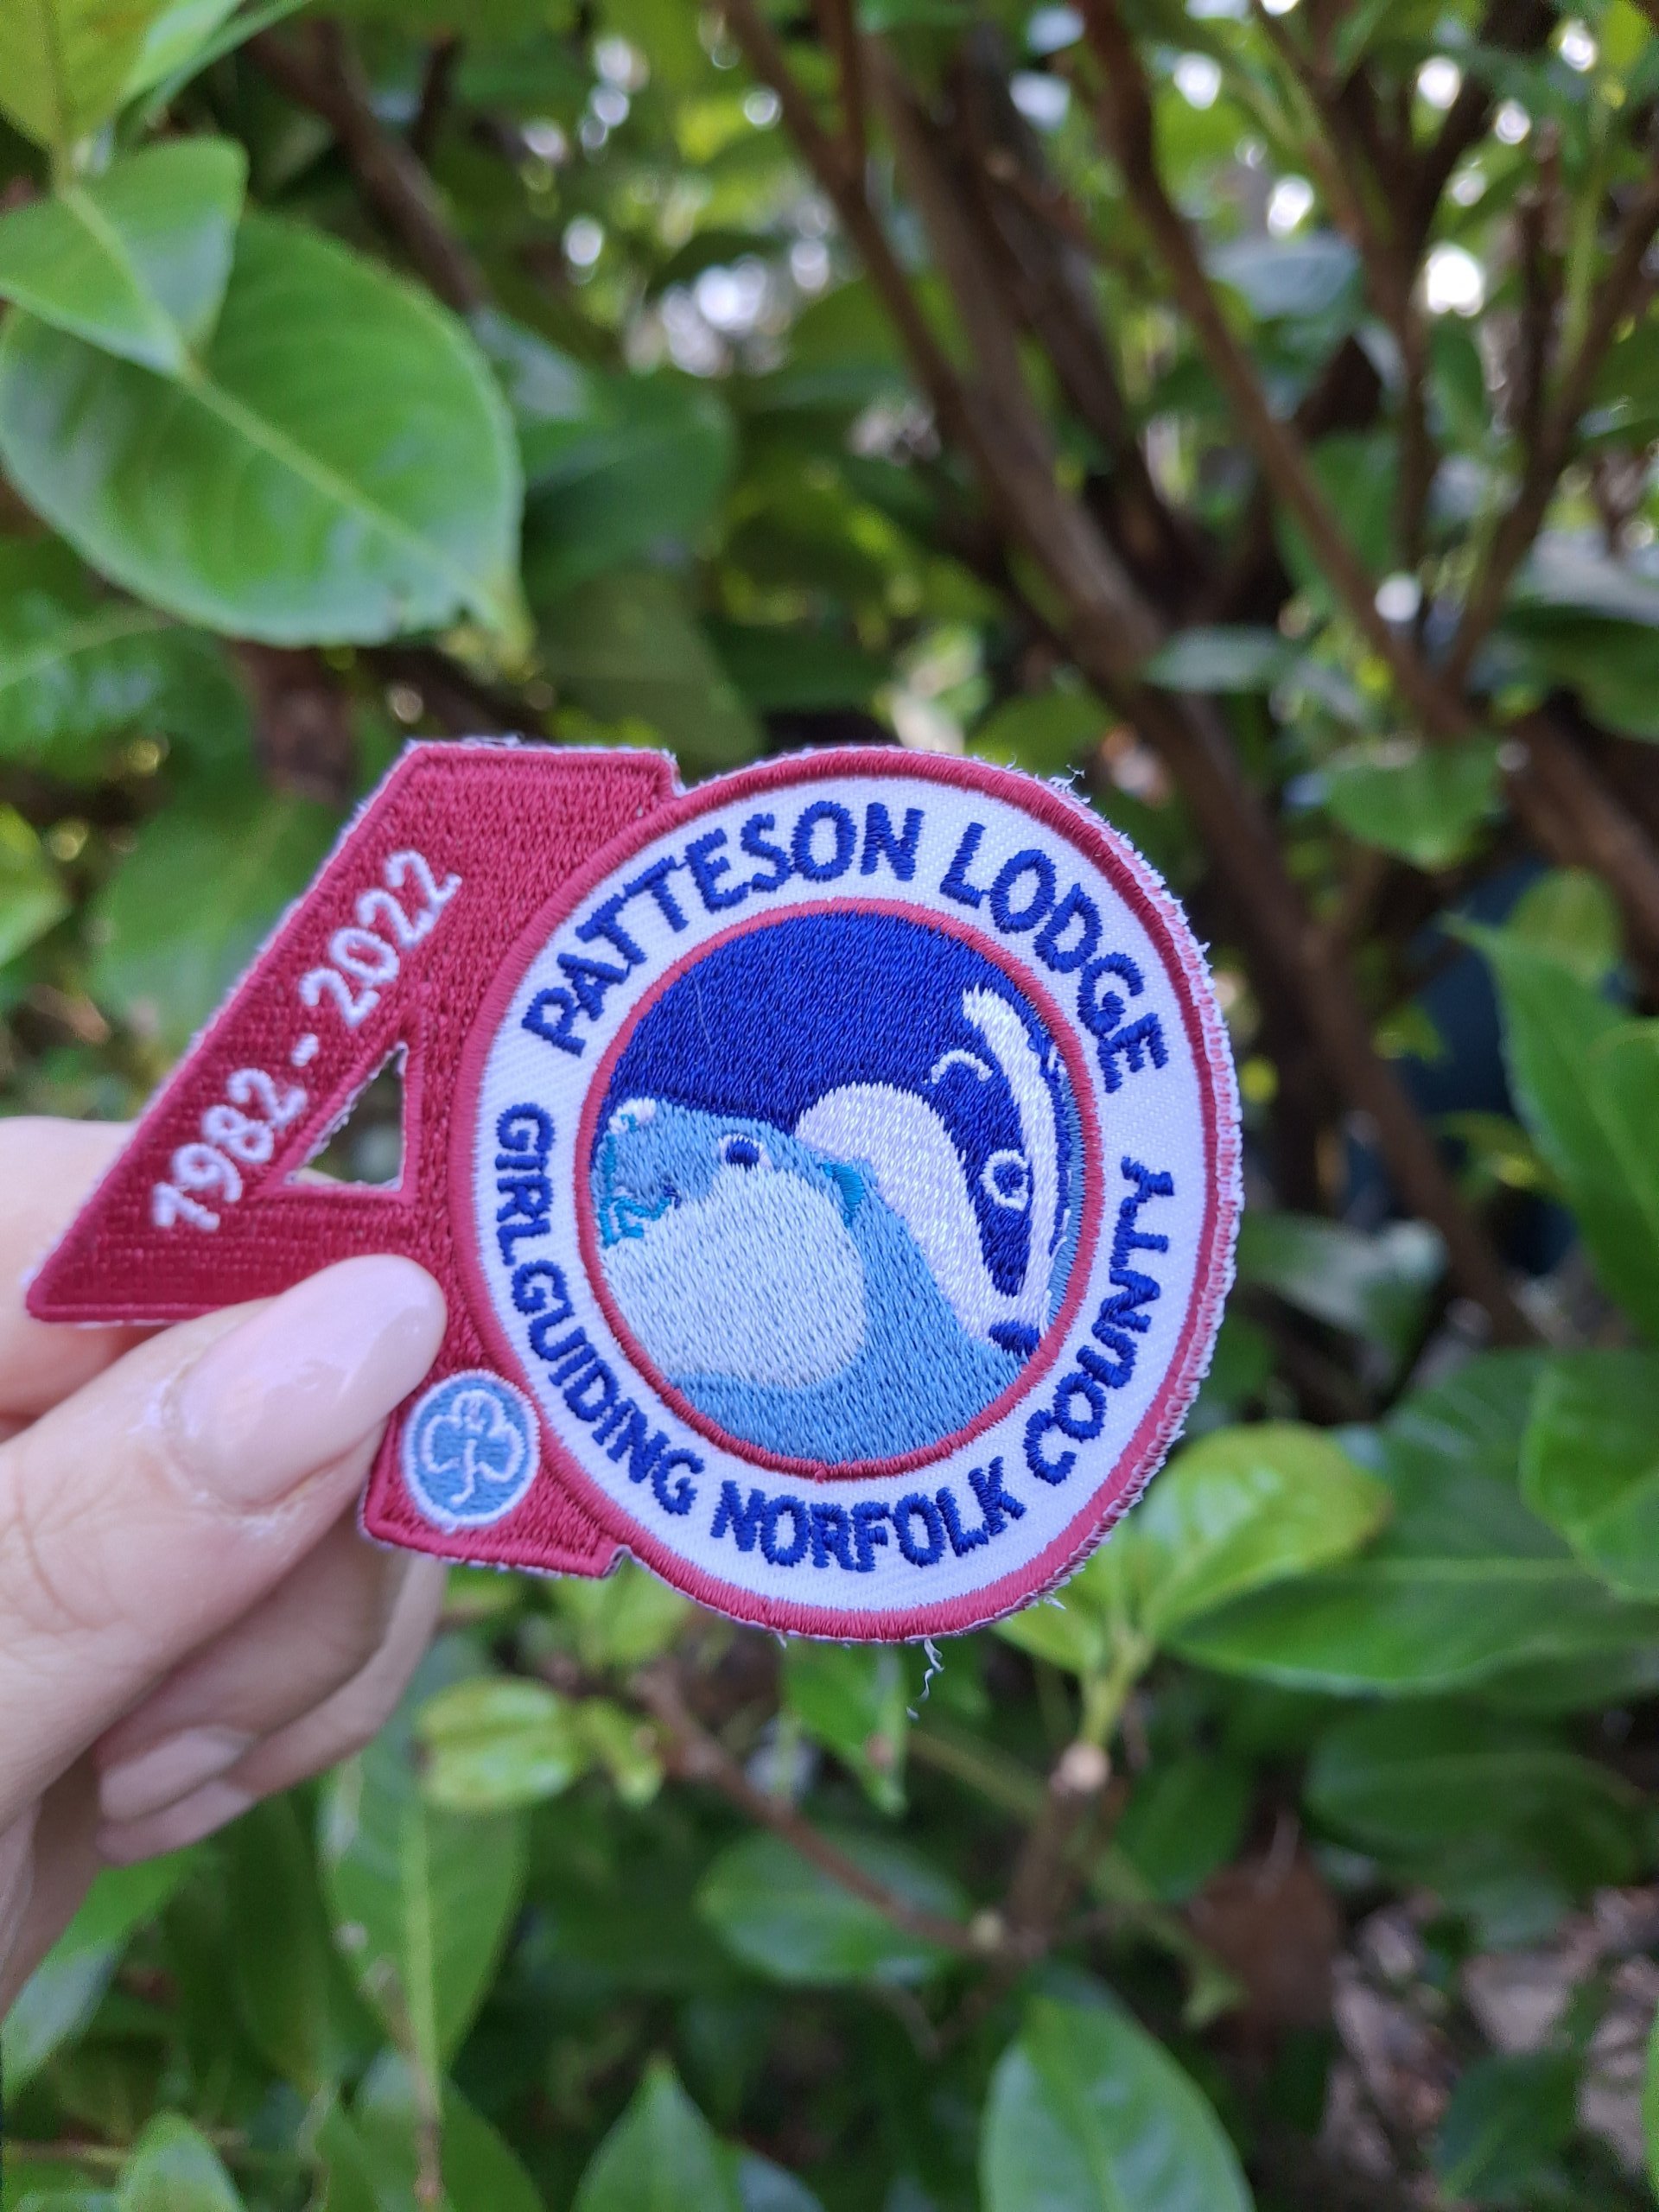 1982 - 2022
PATTESON LODGE
GIRLGUIDING NORFOLK COUNTY